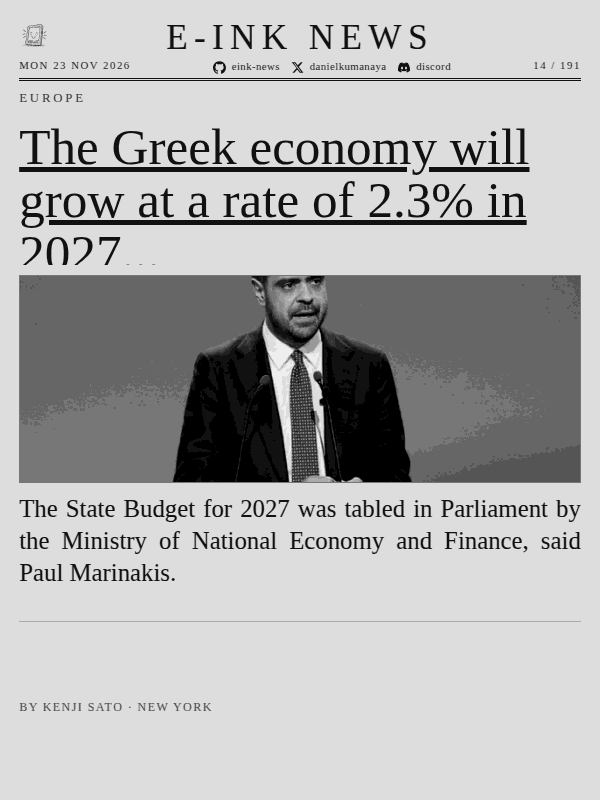 E-INK NEWS
MON 23 NOV 2026
eink-news danielkumanaya discord
14 / 191
EUROPE
The Greek economy will
grow at a rate of 2.3% in
2027...
The State Budget for 2027 was tabled in Parliament by
the Ministry of National Economy and Finance, said
Paul Marinakis.
BY KENJI SATO · NEW YORK